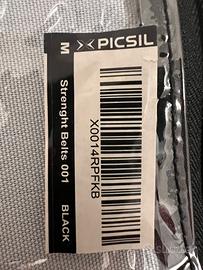 M PICSIL
X0014RPFKB
Strenght Belts 001 BLACK